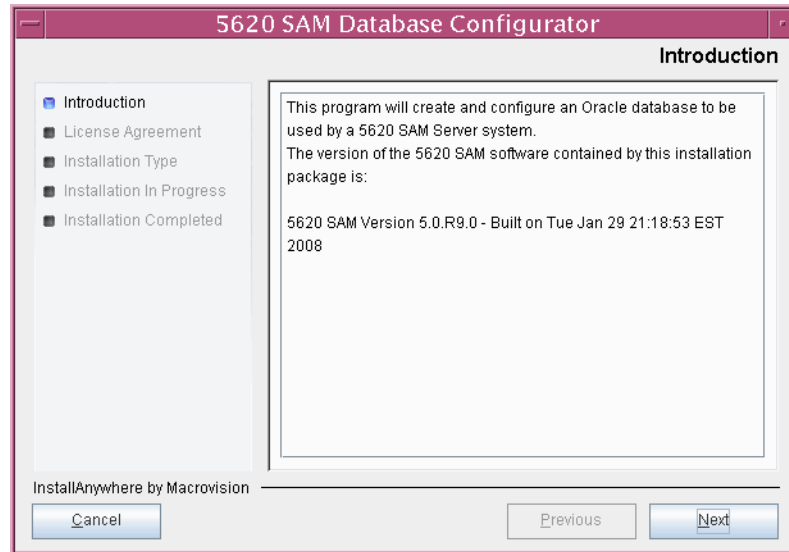 5620 SAM Database Configurator
Introduction
Introduction
License Agreement
Installation Type
Installation In Progress
Installation Completed
This program will create and configure an Oracle database to be
used by a 5620 SAM Server system.
The version of the 5620 SAM software contained by this installation
package is:
5620 SAM Version 5.0.R9.0 - Built on Tue Jan 29 21:18:53 EST
2008
InstallAnywhere by Macrovision
Cancel
Previous
Next